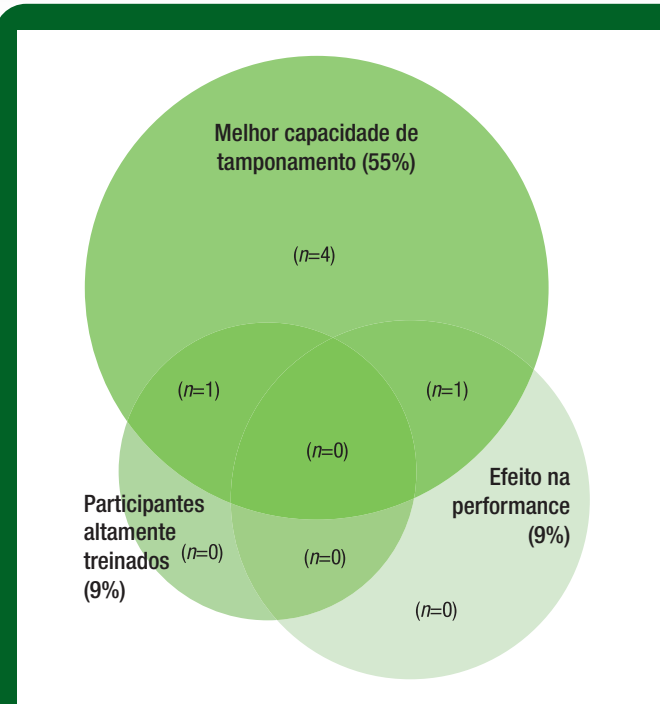 Melhor capacidade de
tamponamento (55%)
(n=4)
(n=1)
(n=1)
(n=0)
Efeito na
performance
(9%)
Participantes
altamente
treinados
(9%)
(n=0)
(n=0)
(n=0)